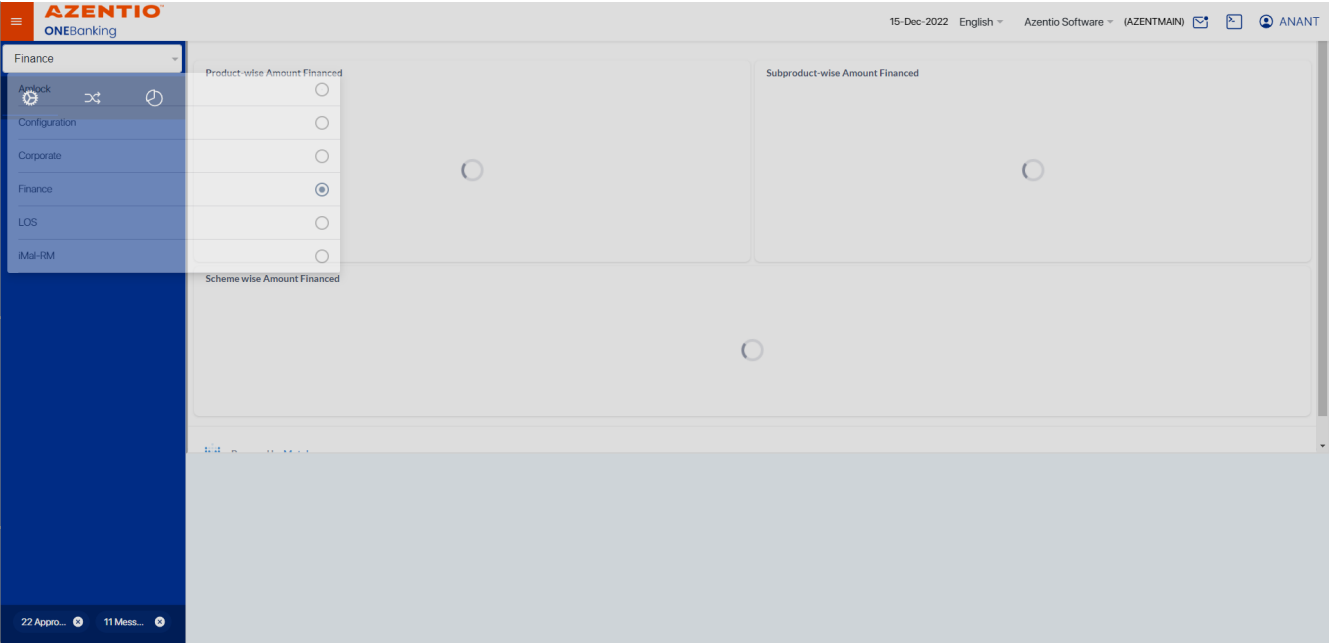 AZENTIO
ONEBanking
15-Dec-2022 English Azentio Software (AZENTMAIN) ANANT
Finance
Product-wise Amount Financed
Subproduct-wise Amount Financed
Amlock
Configuration
Corporate
Finance
LOS
iMal-RM
Scheme wise Amount Financed
22 Appro...
11 Mess...